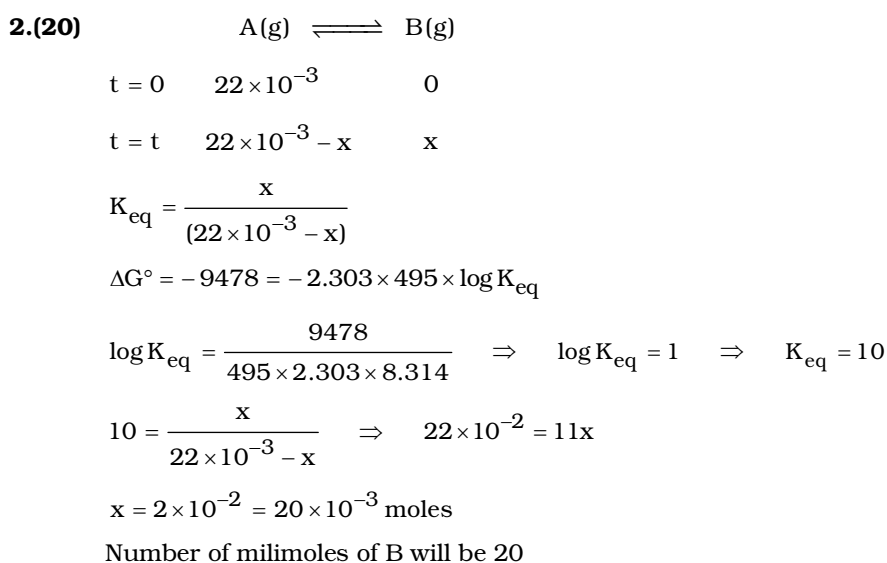 2.(20) A(g) ⇌ B(g)
t = 0 22×10⁻³ 0
t = t 22×10⁻³ − x x
K_eq = x / (22×10⁻³ − x)
ΔG° = − 9478 = − 2.303 × 495 × log K_eq
log K_eq = 9478 / (495 × 2.303 × 8.314) ⇒ log K_eq = 1 ⇒ K_eq = 10
10 = x / (22×10⁻³ − x) ⇒ 22×10⁻² = 11x
x = 2×10⁻² = 20×10⁻³ moles
Number of milimoles of B will be 20